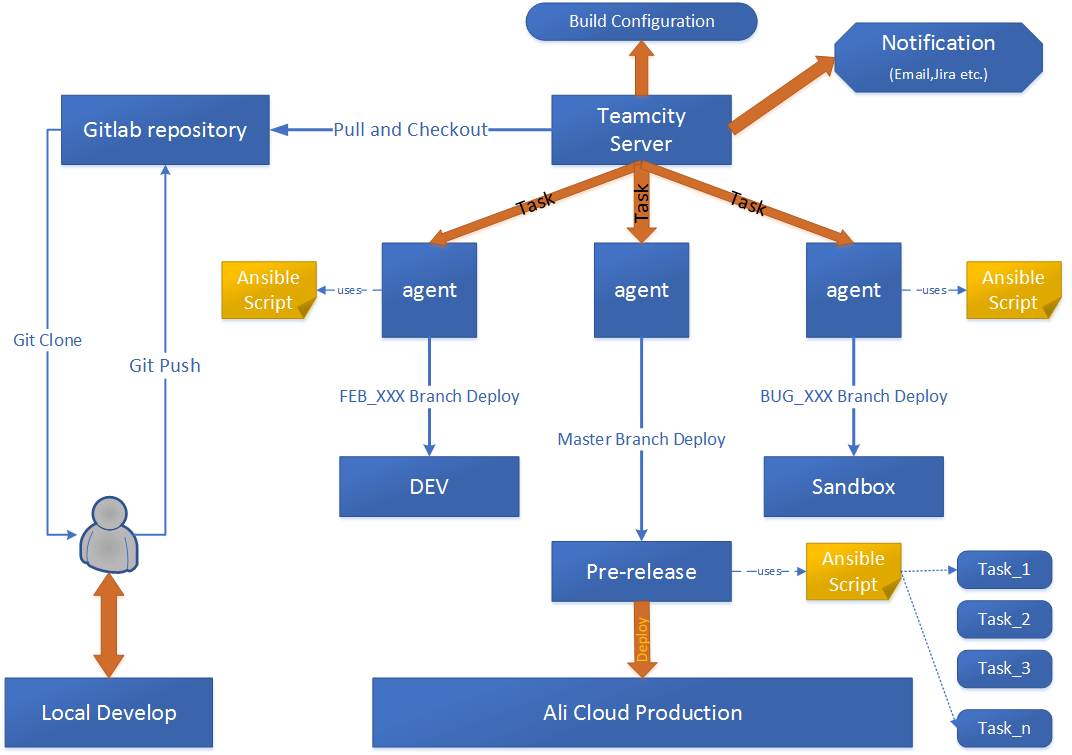 Build Configuration
Notification
(Email,Jira etc.)
Gitlab repository
Pull and Checkout
Teamcity
Server
Task
Task
Task
Ansible
Script
uses
agent
agent
agent
uses
Ansible
Script
Git Clone
Git Push
FEB_XXX Branch Deploy
BUG_XXX Branch Deploy
Master Branch Deploy
DEV
Sandbox
Pre-release
uses
Ansible
Script
Task_1
Task_2
Task_3
Task_n
Deploy
Local Develop
Ali Cloud Production